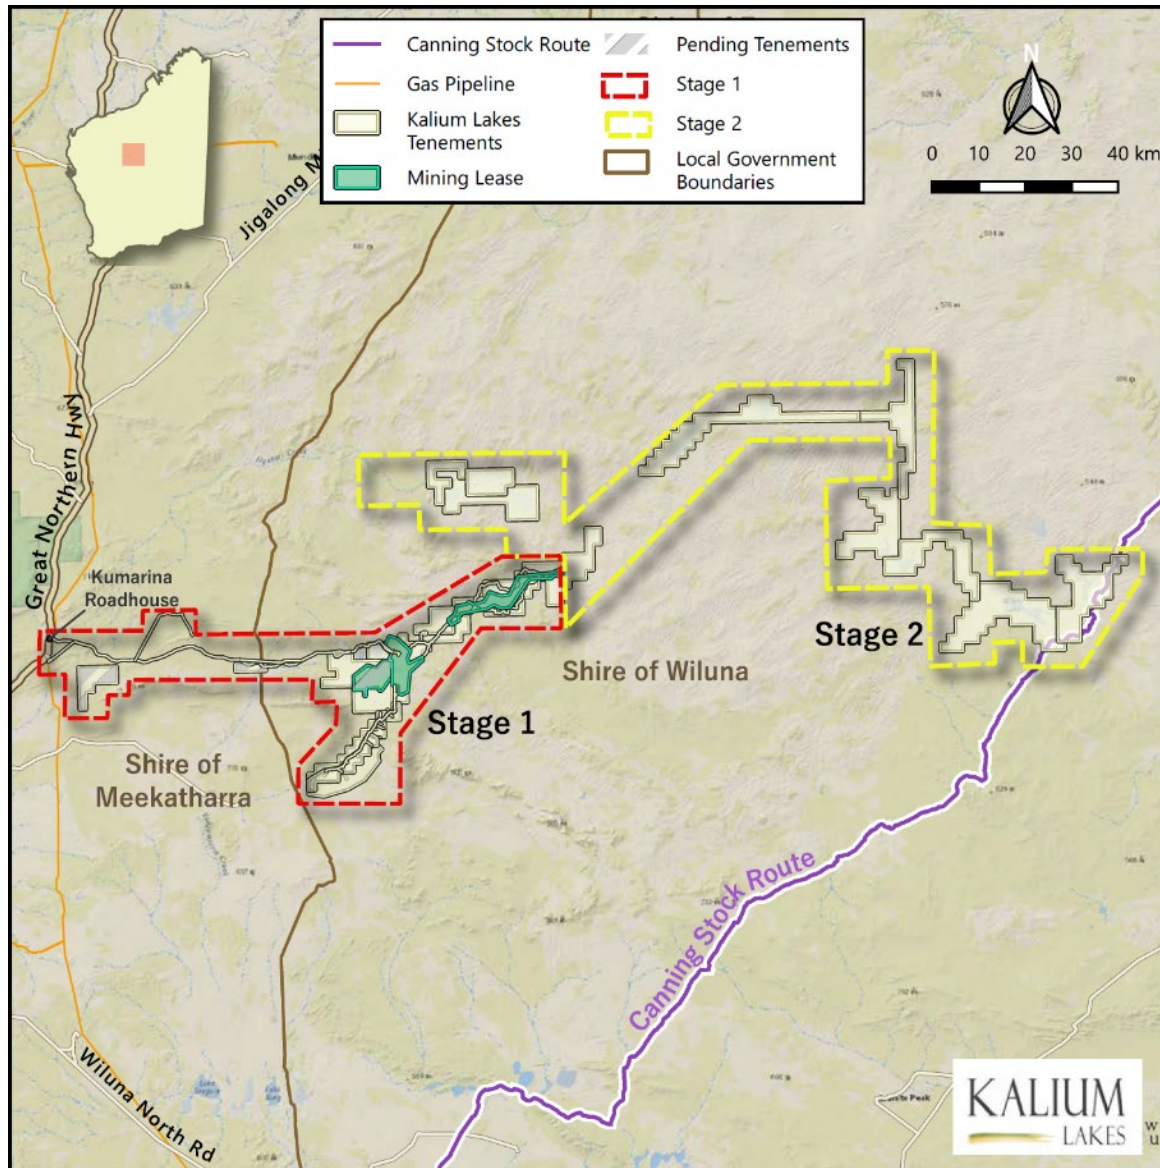 Canning Stock Route
Gas Pipeline
Kalium Lakes
Tenements
Mining Lease
Pending Tenements
Stage 1
Stage 2
Local Government
Boundaries
N
0 10 20 30 40 km
Great Northern Hwy
Kumarina
Roadhouse
Stage 1
Stage 2
Shire of Wiluna
Shire of
Meekatharra
Canning Stock Route
Wiluna North Rd
KALIUM
LAKES